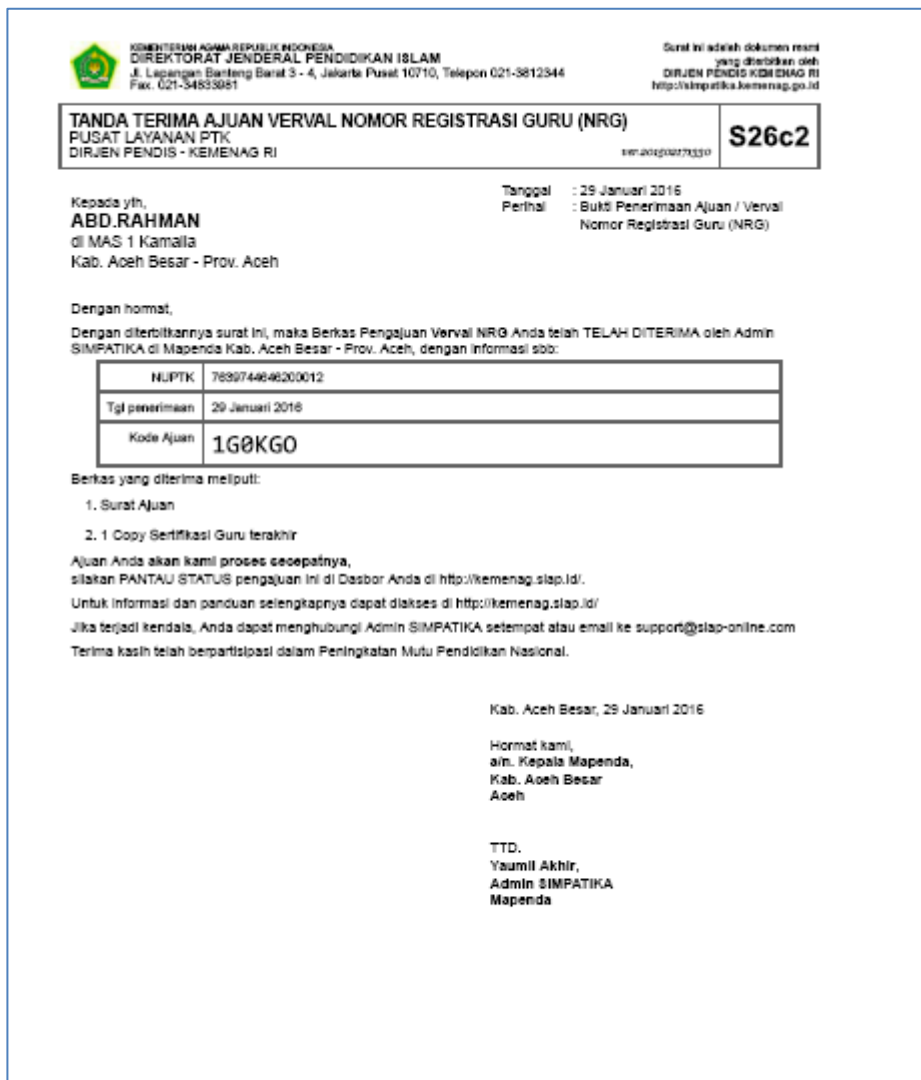 KEMENTERIAN AGAMA REPUBLIK INDONESIA
DIREKTORAT JENDERAL PENDIDIKAN ISLAM
Jl. Lapangan Banteng Barat 3 - 4, Jakarta Pusat 10710, Telepon 021-3812344
Fax. 021-34833981
Surat ini adalah dokumen resmi
yang diterbitkan oleh
DIRJEN PENDIS KEMENAG RI
http://simpatika.kemenag.go.id
TANDA TERIMA AJUAN VERVAL NOMOR REGISTRASI GURU (NRG)
PUSAT LAYANAN PTK
DIRJEN PENDIS - KEMENAG RI
ver.201502171330
S26c2
Tanggal : 29 Januari 2016
Perihal : Bukti Penerimaan Ajuan / Verval
Nomor Registrasi Guru (NRG)
Kepada yth,
ABD.RAHMAN
di MAS 1 Kamalia
Kab. Aceh Besar - Prov. Aceh
Dengan hormat,
Dengan diterbitkannya surat ini, maka Berkas Pengajuan Verval NRG Anda telah TELAH DITERIMA oleh Admin
SIMPATIKA di Mapenda Kab. Aceh Besar - Prov. Aceh, dengan informasi sbb:
NUPTK 7639744646200012
Tgl penerimaan 29 Januari 2016
Kode Ajuan 1G0KGO
Berkas yang diterima meliputi:
1. Surat Ajuan
2. 1 Copy Sertifikasi Guru terakhir
Ajuan Anda akan kami proses secepatnya,
silakan PANTAU STATUS pengajuan ini di Dasbor Anda di http://kemenag.siap.id/.
Untuk informasi dan panduan selengkapnya dapat diakses di http://kemenag.siap.id/
Jika terjadi kendala, Anda dapat menghubungi Admin SIMPATIKA setempat atau email ke support@siap-online.com
Terima kasih telah berpartisipasi dalam Peningkatan Mutu Pendidikan Nasional.
Kab. Aceh Besar, 29 Januari 2016
Hormat kami,
a/n. Kepala Mapenda,
Kab. Aceh Besar
Aceh
TTD.
Yaumil Akhir,
Admin SIMPATIKA
Mapenda